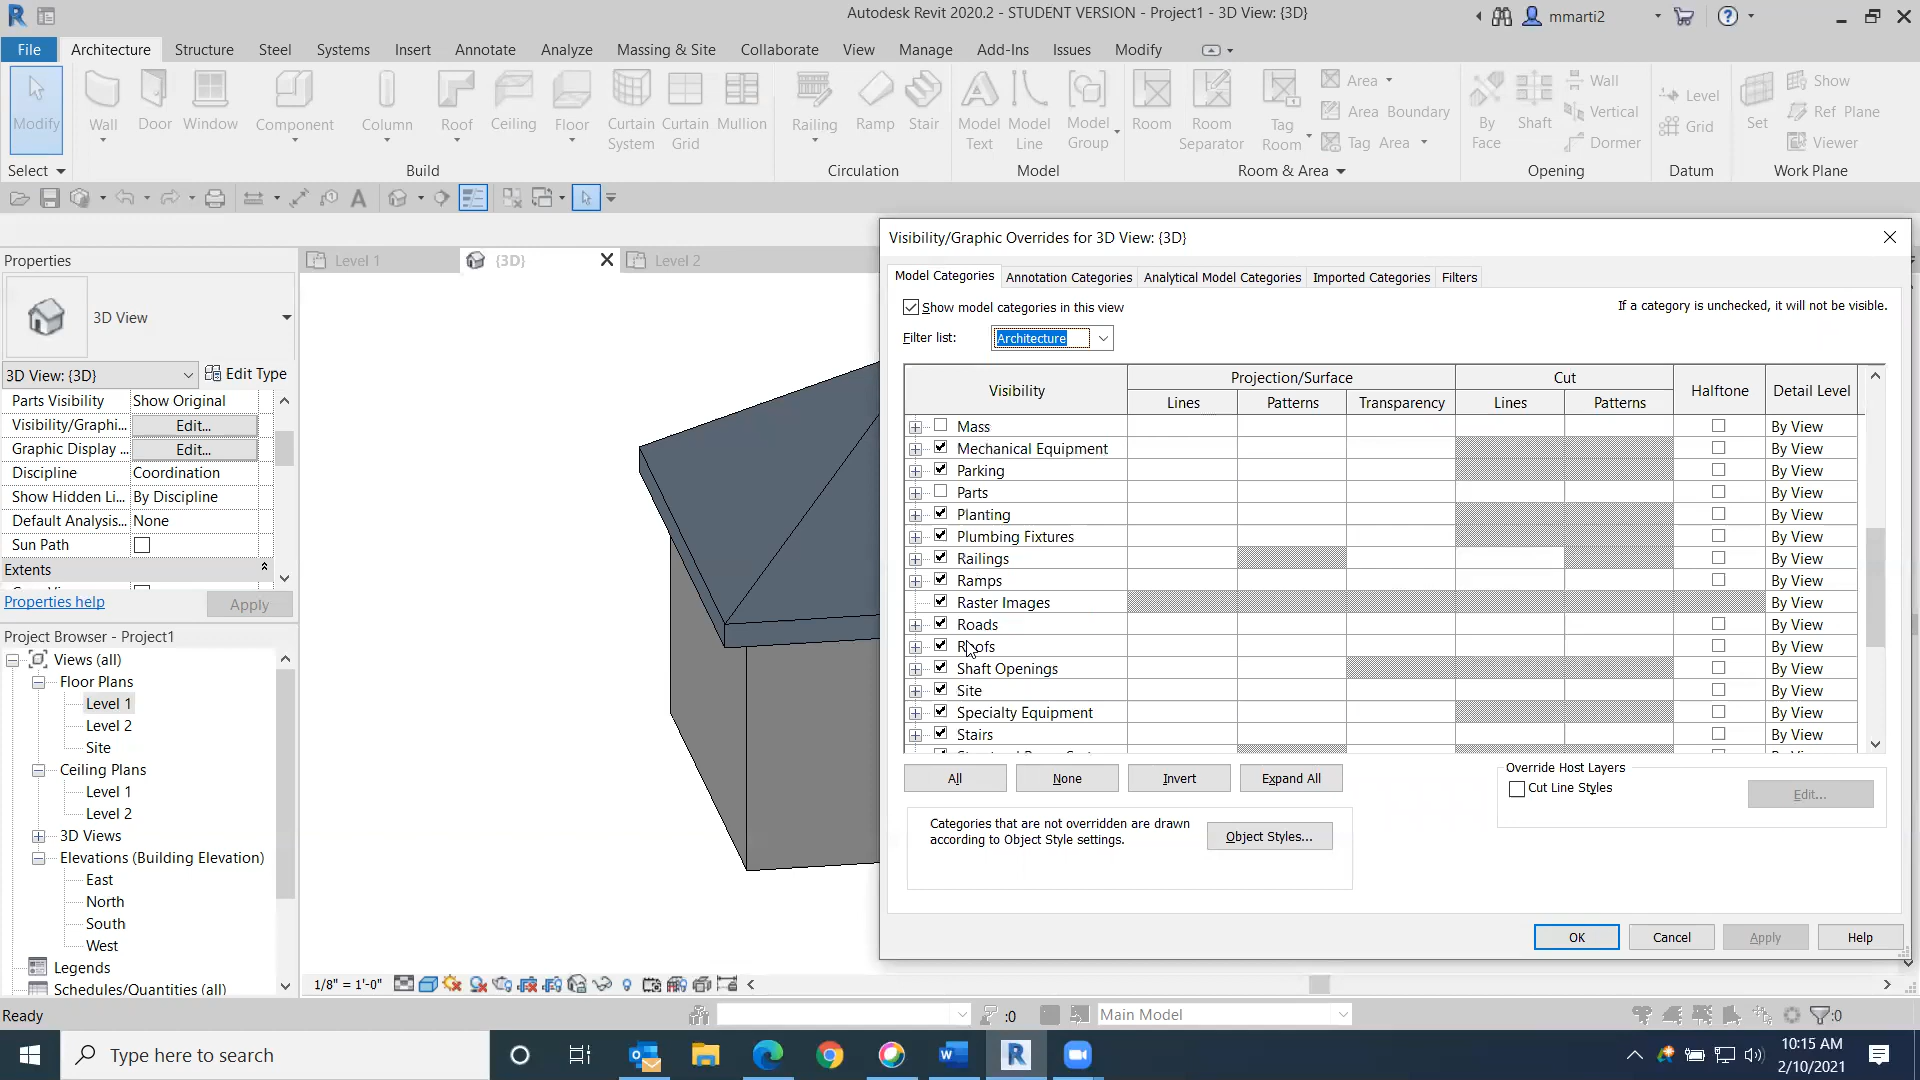 Autodesk Revit 2020.2 - STUDENT VERSION - Project1 - 3D View: {3D}
mmarti2
File Architecture Structure Steel Systems Insert Annotate Analyze Massing & Site Collaborate View Manage Add-Ins Issues Modify
Modify Wall Door Window Component Column Roof Ceiling Floor Curtain System Curtain Grid Mullion Railing Ramp Stair Model Text Model Line Model Group Room Room Separator Tag Room Area Area Boundary Tag Area By Face Shaft Wall Vertical Dormer Level Grid Set Show Ref Plane Viewer
Select Build Circulation Model Room & Area Opening Datum Work Plane
Properties
Level 1 {3D} Level 2
3D View
3D View: {3D} Edit Type
Parts Visibility Show Original
Visibility/Graphi... Edit...
Graphic Display ... Edit...
Discipline Coordination
Show Hidden Li... By Discipline
Default Analysis... None
Sun Path
Extents
Properties help Apply
Project Browser - Project1
Views (all)
Floor Plans
Level 1
Level 2
Site
Ceiling Plans
Level 1
Level 2
3D Views
Elevations (Building Elevation)
East
North
South
West
Legends
Schedules/Quantities (all)
Visibility/Graphic Overrides for 3D View: {3D}
Model Categories Annotation Categories Analytical Model Categories Imported Categories Filters
Show model categories in this view
If a category is unchecked, it will not be visible.
Filter list: Architecture
Visibility Projection/Surface Cut Halftone Detail Level
Lines Patterns Transparency Lines Patterns
Mass By View
Mechanical Equipment By View
Parking By View
Parts By View
Planting By View
Plumbing Fixtures By View
Railings By View
Ramps By View
Raster Images By View
Roads By View
Roofs By View
Shaft Openings By View
Site By View
Specialty Equipment By View
Stairs By View
All None Invert Expand All
Override Host Layers
Cut Line Styles Edit...
Categories that are not overridden are drawn
according to Object Style settings.
Object Styles...
OK Cancel Apply Help
1/8" = 1'-0"
Ready
:0
Main Model
:0
Type here to search
10:15 AM
2/10/2021